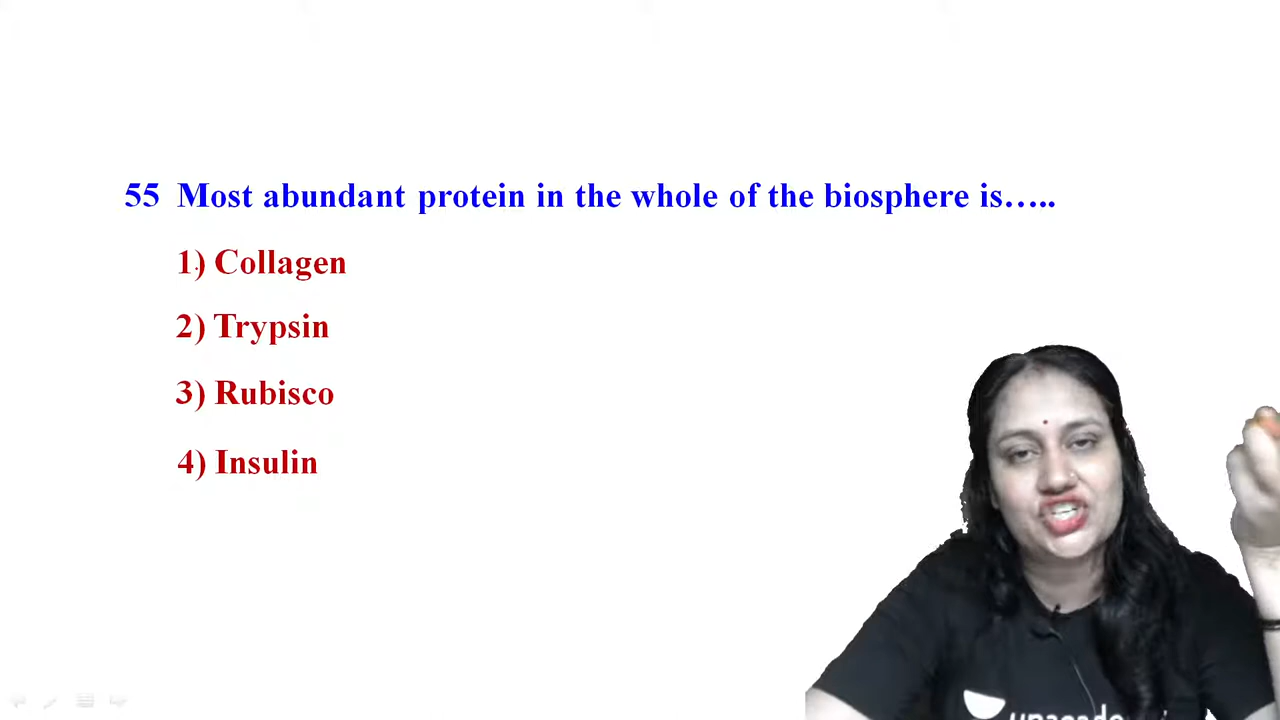 55 Most abundant protein in the whole of the biosphere is…..
1) Collagen
2) Trypsin
3) Rubisco
4) Insulin